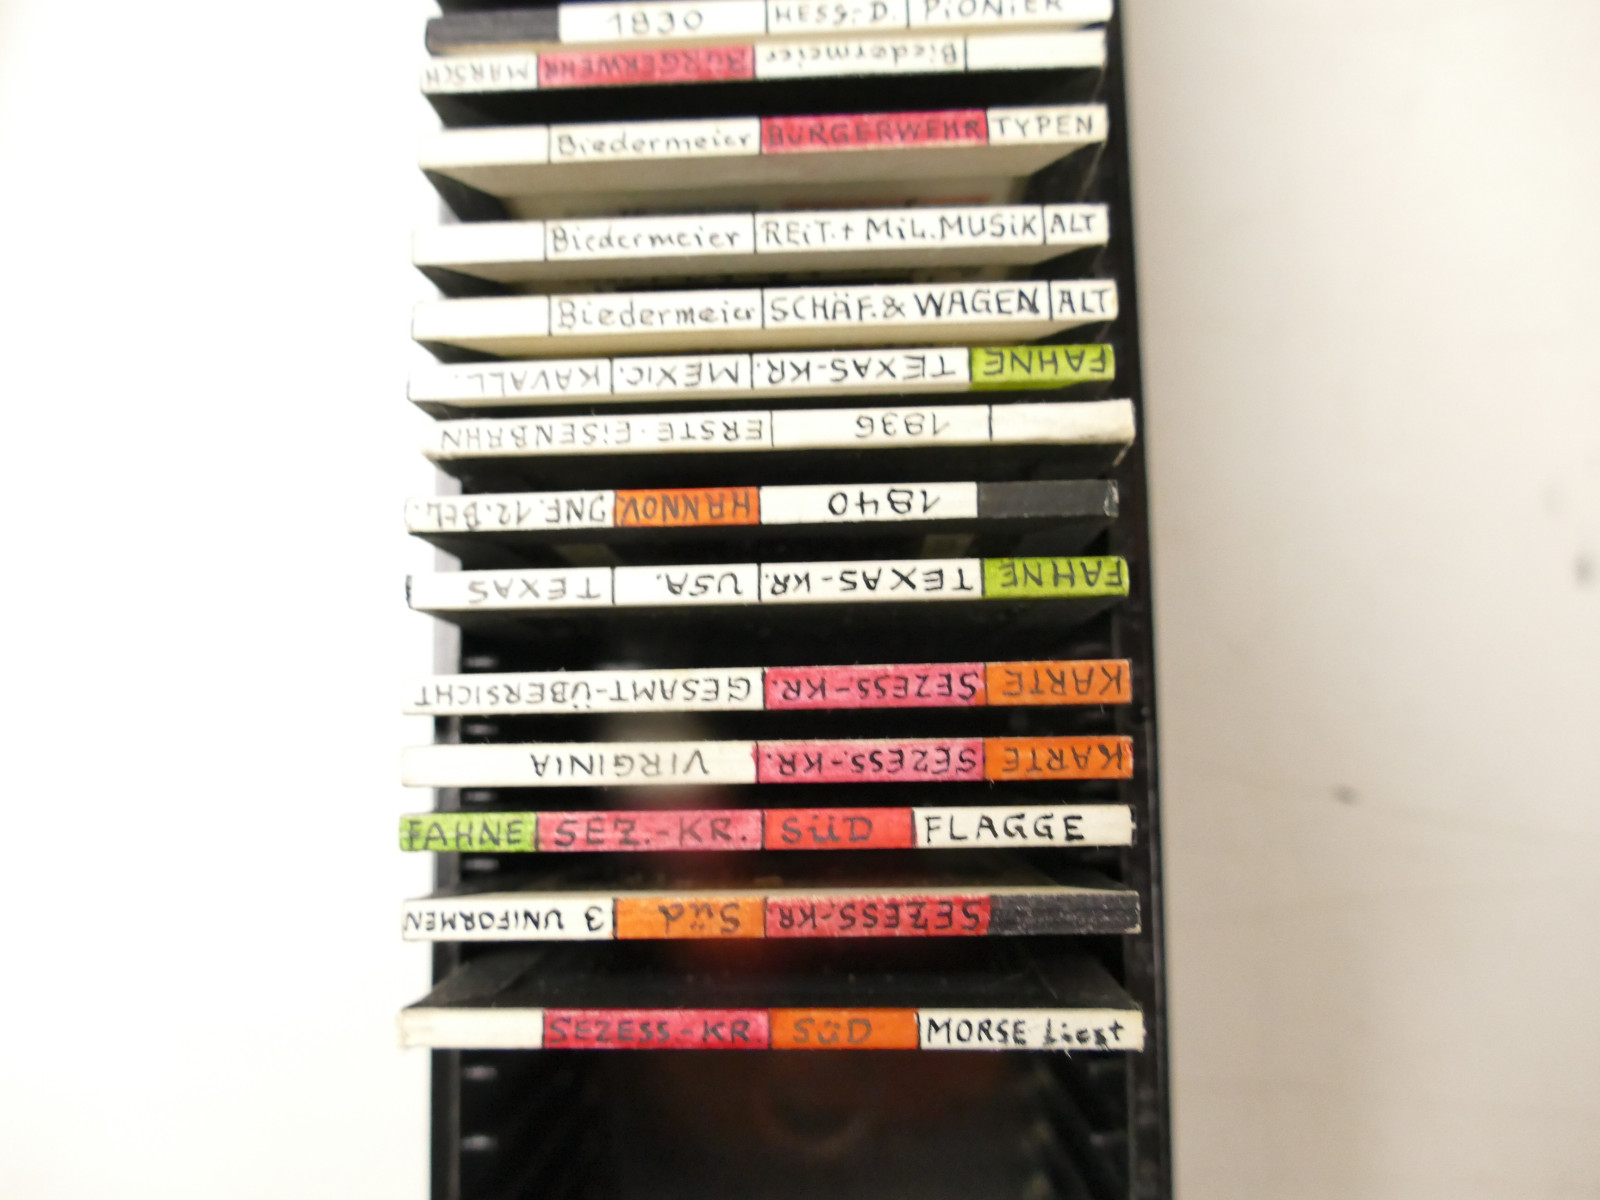 1830 HESS.-D. PiONiER
Biedermeier BÜRGERWEHR MARSCH
Biedermeier BÜRGERWEHR TYPEN
Biedermeier REiT.+ MiL.MUSiK ALT
Biedermeier SCHÄF.& WAGEN ALT
FAHNE TEXAS-KR. MEXIC. KAVALL.
1836 ERSTE·EiSENBAHN
1840 HANNOV. JNF.12.Btl.
FAHNE TEXAS-KR. USA. TEXAS
KARTE SEZESS-KR. GESAMT-ÜBERSICHT
KARTE SEZESS.-KR. VIRGINIA
FAHNE SEZ.-KR. SüD FLAGGE
SEZESS.-KR. Süd 3 UNIFORMEN
SEZESS.-KR SüD MORSE liest